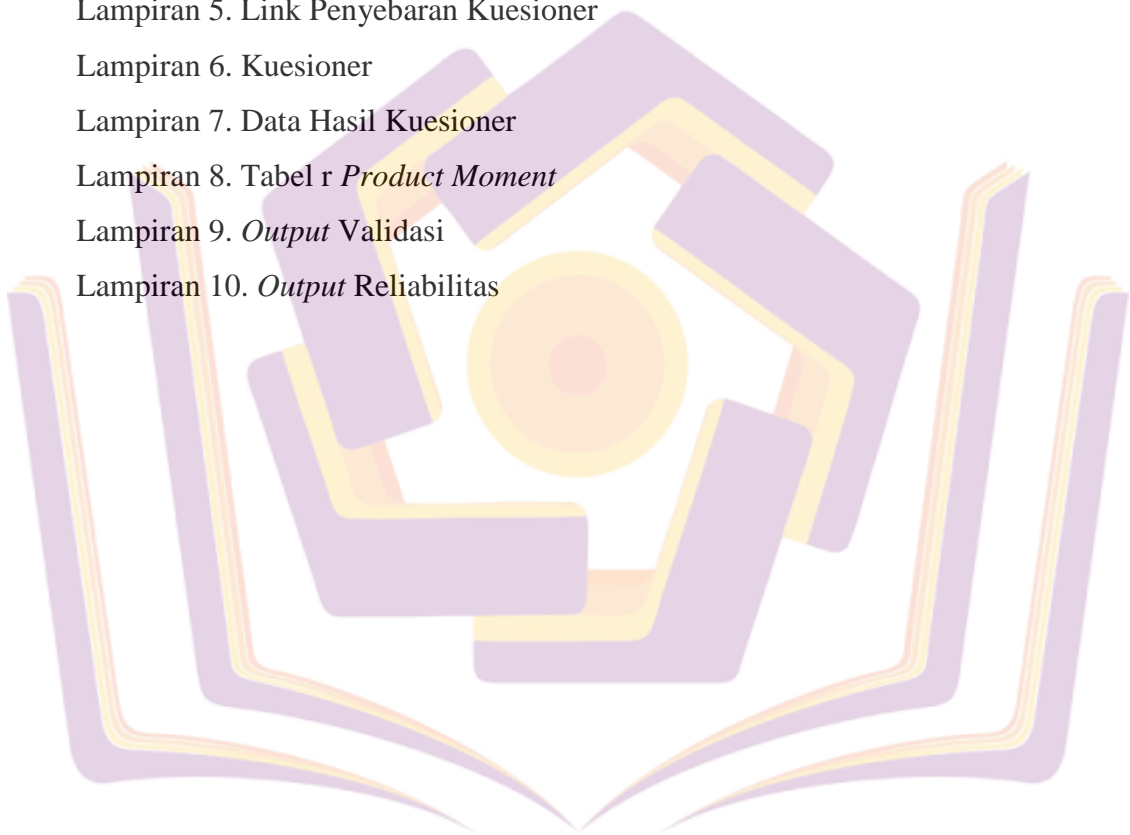 Lampiran 5. Link Penyebaran Kuesioner
Lampiran 6. Kuesioner
Lampiran 7. Data Hasil Kuesioner
Lampiran 8. Tabel r Product Moment
Lampiran 9. Output Validasi
Lampiran 10. Output Reliabilitas